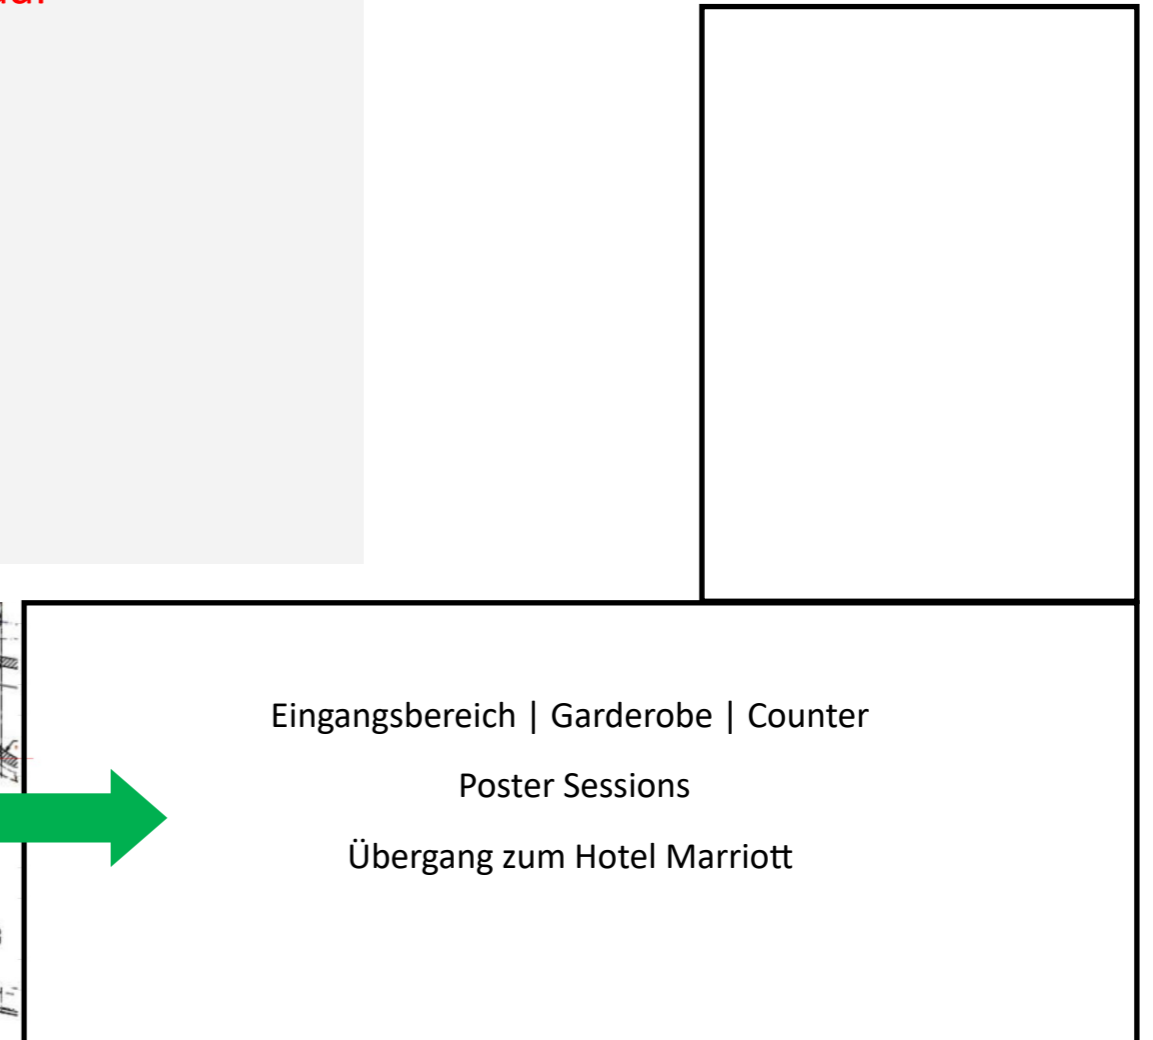 Eingangsbereich | Garderobe | Counter
Poster Sessions
Übergang zum Hotel Marriott